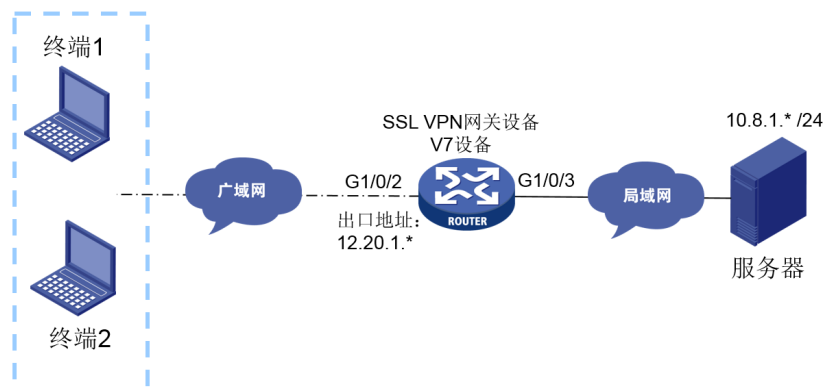 终端1
SSL VPN网关设备
V7设备
10.8.1.* /24
广域网
G1/0/2
G1/0/3
局域网
ROUTER
出口地址：
12.20.1.*
服务器
终端2